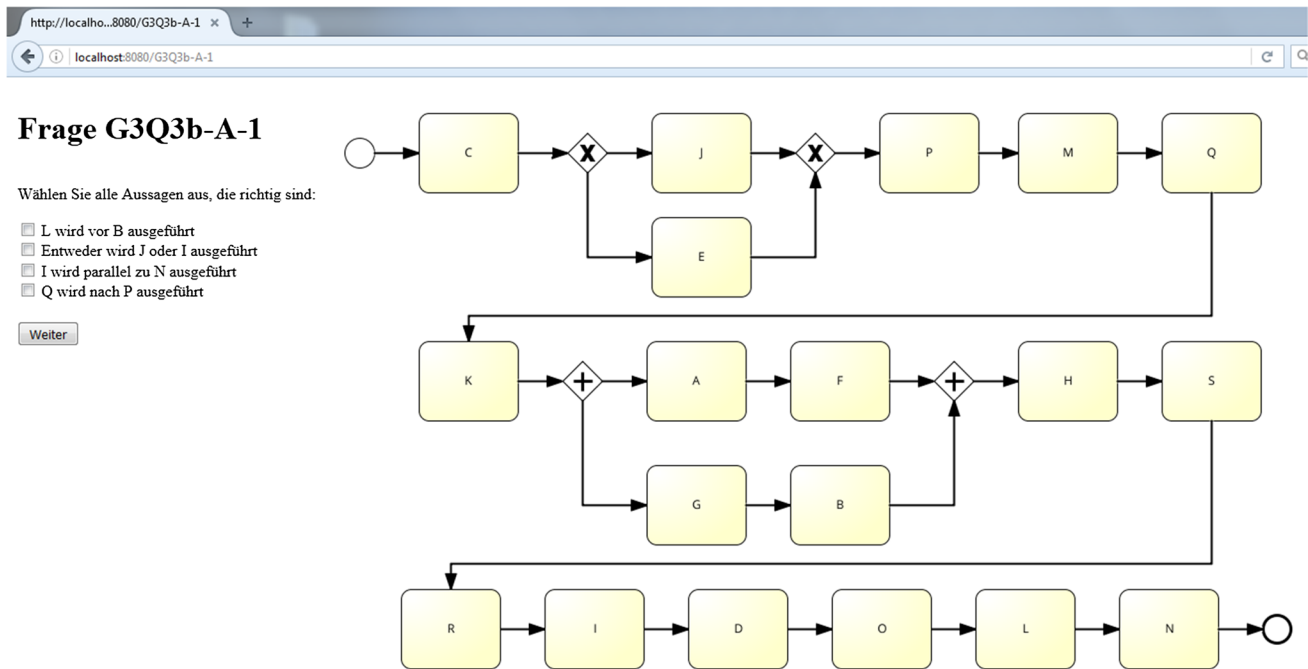 http://localho...8080/G3Q3b-A-1 × +
localhost:8080/G3Q3b-A-1
Frage G3Q3b-A-1
Wählen Sie alle Aussagen aus, die richtig sind:
L wird vor B ausgeführt
Entweder wird J oder I ausgeführt
I wird parallel zu N ausgeführt
Q wird nach P ausgeführt
Weiter
C X J X P M Q
E
K + A F + H S
G B
R I D O L N